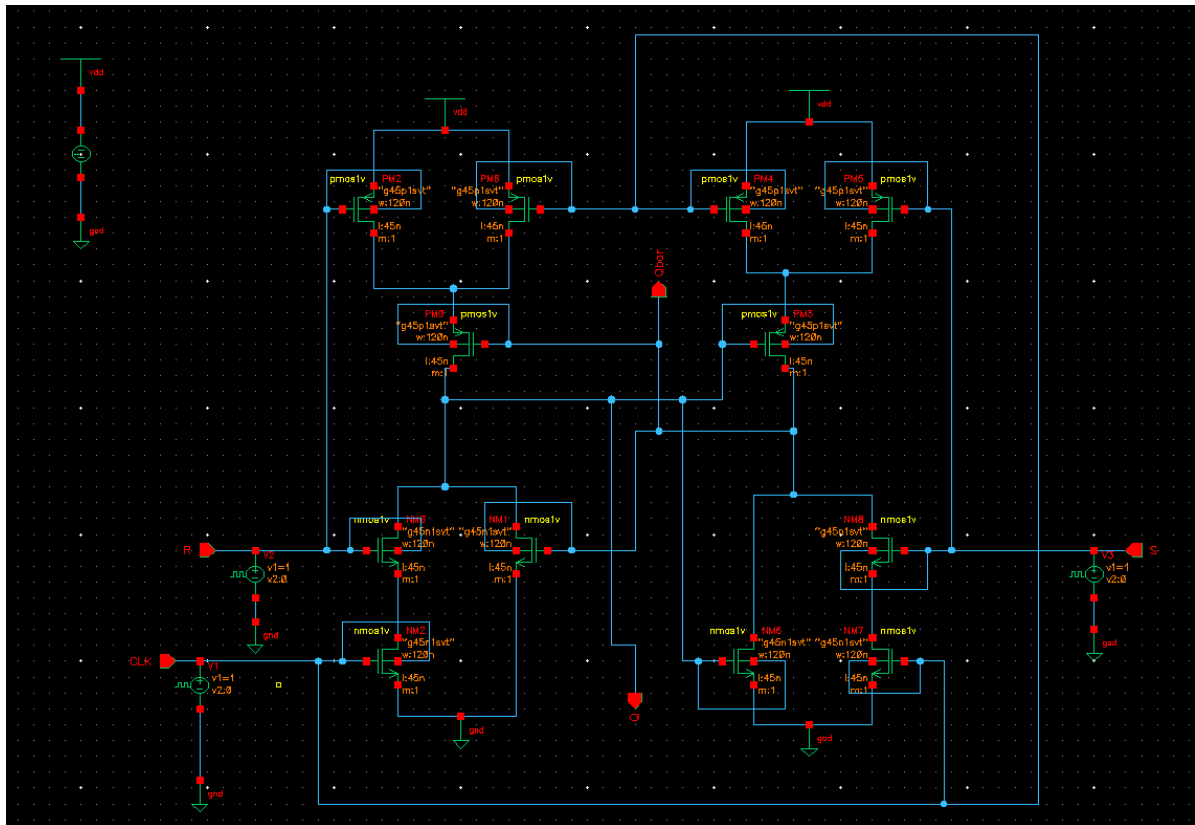 vdd
gnd
vdd
pmos1v
PM2
"g45p1svt"
w:120n
l:45n
m:1
pmos1v
"g45p1svt"
w:120n
l:45n
m:1
vdd
pmos1v
PM4
"g45p1svt"
w:120n
l:45n
m:1
PM5
pmos1v
"g45p1svt"
w:120n
l:45n
m:1
Qbar
pmos1v
"g45p1svt"
w:120n
l:45n
m:1
pmos1v
PM3
"g45p1svt"
w:120n
l:45n
m:1
R
V2
v1=1
v2:0
gnd
nmos1v
"g45n1svt"
w:120n
l:45n
m:1
NM1
nmos1v
"g45n1svt"
w:120n
l:45n
m:1
NM8
nmos1v
"g45p1svt"
w:120n
l:45n
m:1
S
V3
v1=1
v2:0
gnd
CLK
V1
v1=1
v2:0
gnd
nmos1v
NM2
"g45n1svt"
w:120n
l:45n
m:1
gnd
Q
nmos1v
NM6
"g45n1svt"
w:120n
l:45n
m:1
NM7
nmos1v
"g45n1svt"
w:120n
l:45n
m:1
gnd